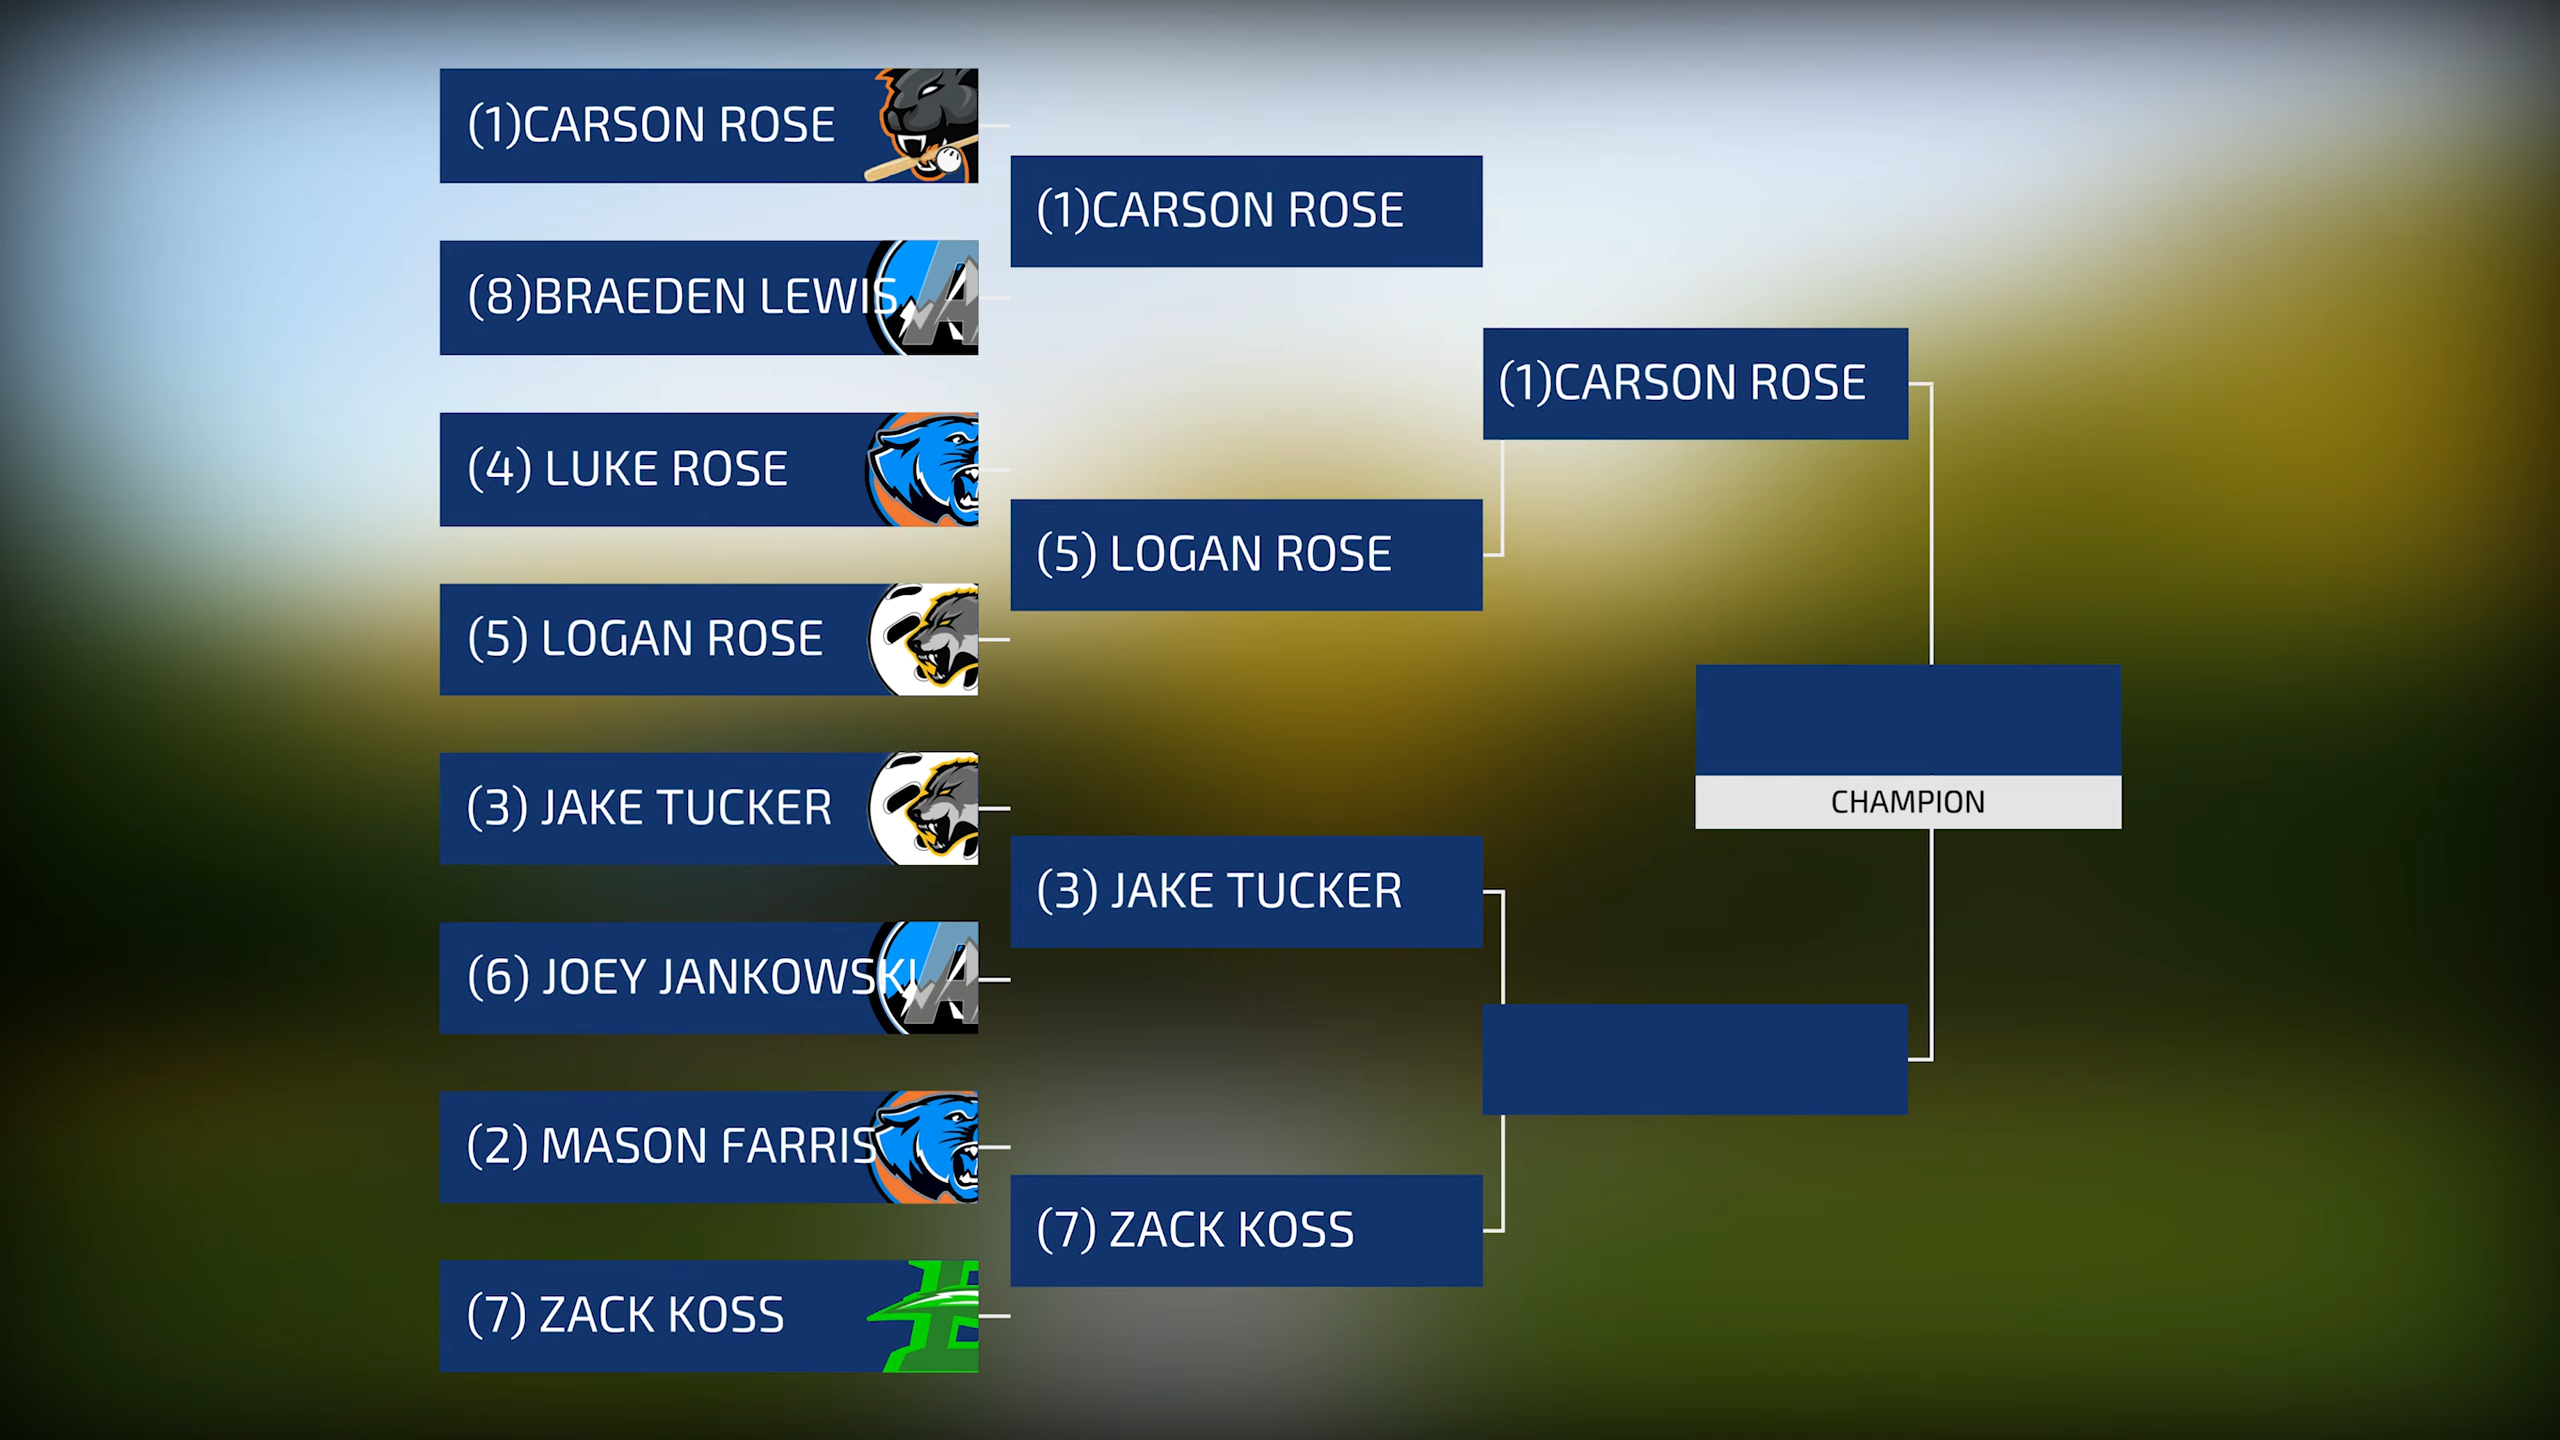 (1)CARSON ROSE
(8)BRAEDEN LEWIS
(4) LUKE ROSE
(5) LOGAN ROSE
(3) JAKE TUCKER
(6) JOEY JANKOWSKI
(2) MASON FARRIS
(7) ZACK KOSS
(1)CARSON ROSE
(5) LOGAN ROSE
(3) JAKE TUCKER
(7) ZACK KOSS
(1)CARSON ROSE
CHAMPION